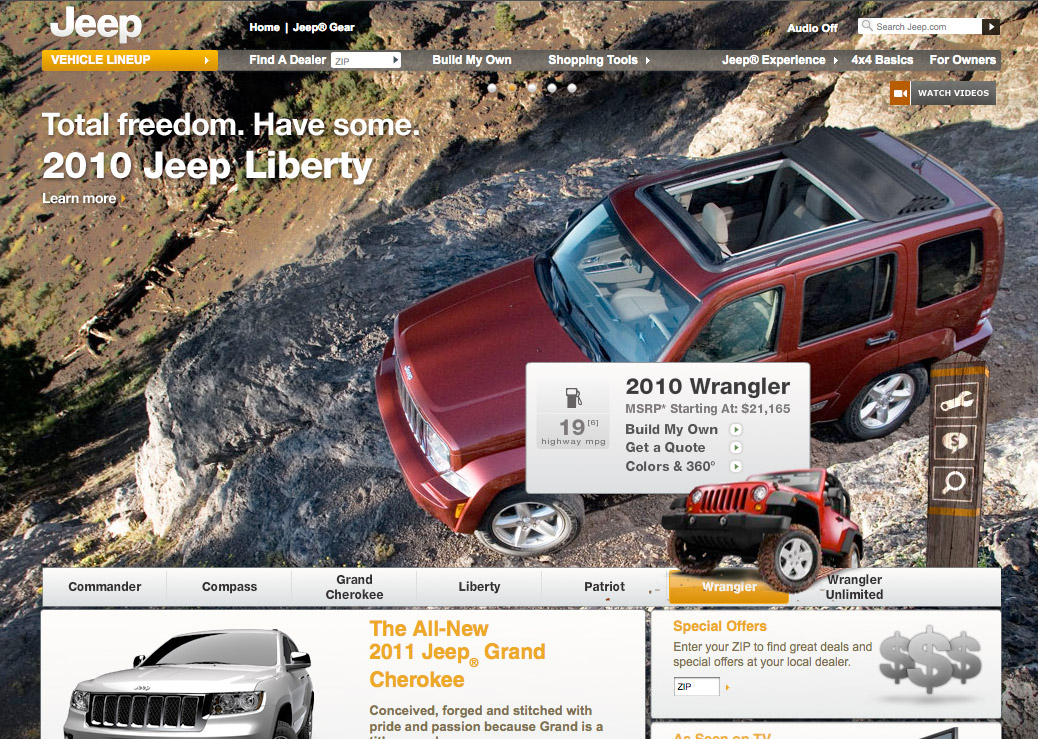 Jeep
Home | Jeep® Gear
Audio Off
Search Jeep.com
VEHICLE LINEUP
Find A Dealer ZIP
Build My Own
Shopping Tools
Jeep® Experience
4x4 Basics
For Owners
WATCH VIDEOS
Total freedom. Have some.
2010 Jeep Liberty
Learn more
Jeep
2010 Wrangler
MSRP* Starting At: $21,165
19 [6]
highway mpg
Build My Own
Get a Quote
Colors & 360°
$
Commander
Compass
Grand
Cherokee
Liberty
Patriot
Wrangler
Wrangler
Unlimited
The All-New
2011 Jeep® Grand
Cherokee
Conceived, forged and stitched with
pride and passion because Grand is a
Jeep
Special Offers
Enter your ZIP to find great deals and
special offers at your local dealer.
ZIP
$$$
As Seen on TV